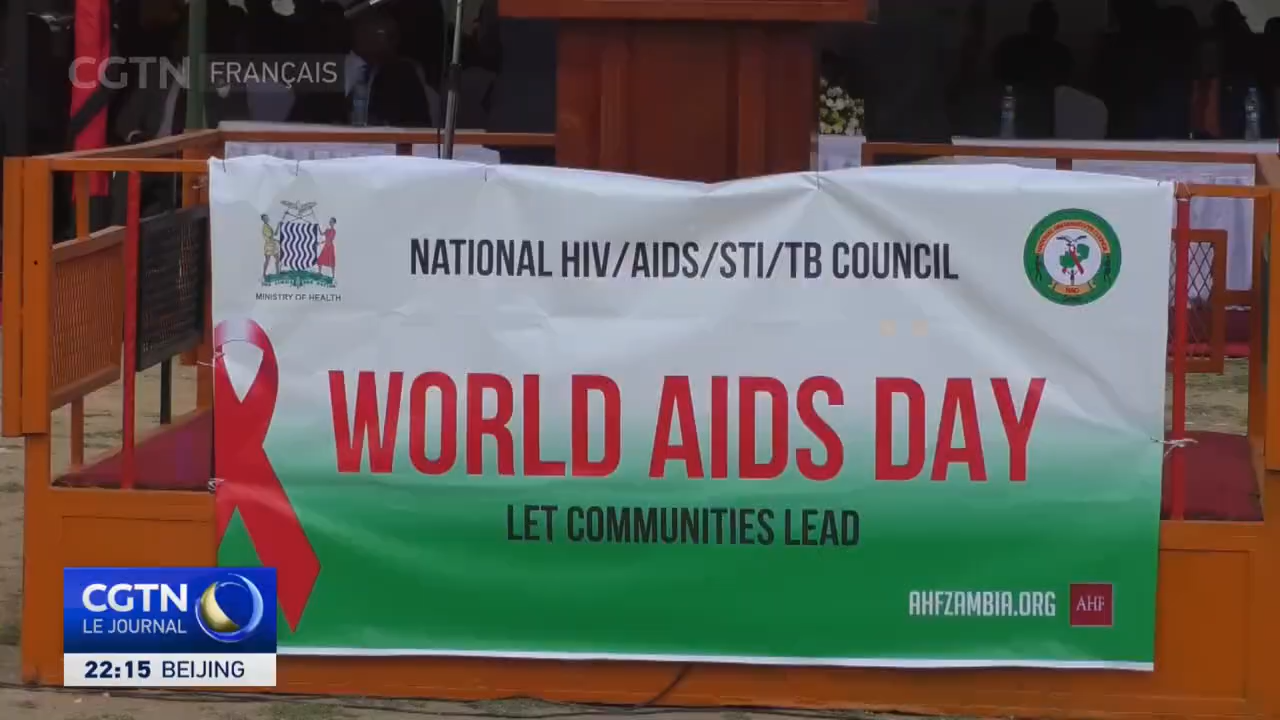 CGTN FRANÇAIS
MINISTRY OF HEALTH
NATIONAL HIV/AIDS/STI/TB COUNCIL
NAC
WORLD AIDS DAY
LET COMMUNITIES LEAD
AHFZAMBIA.ORG
AHF
CGTN
LE JOURNAL
22:15 BEIJING